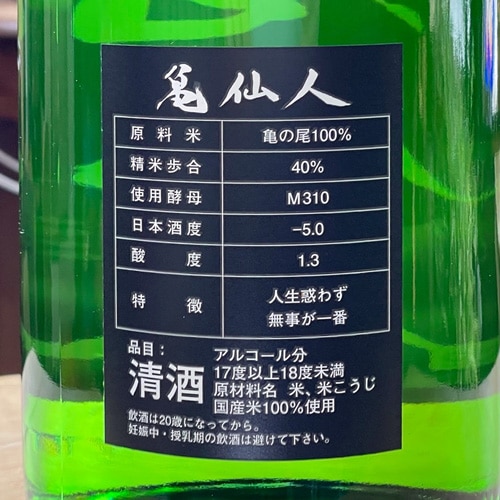 亀仙人
原料米 亀の尾100%
精米歩合 40%
使用酵母 M310
日本酒度 −5.0
酸度 1.3
特徴 人生惑わず
無事が一番
品目：
清酒
アルコール分
17度以上18度未満
原材料名 米、米こうじ
国産米100%使用
飲酒は20歳になってから。
妊娠中・授乳期の飲酒は避けて下さい。